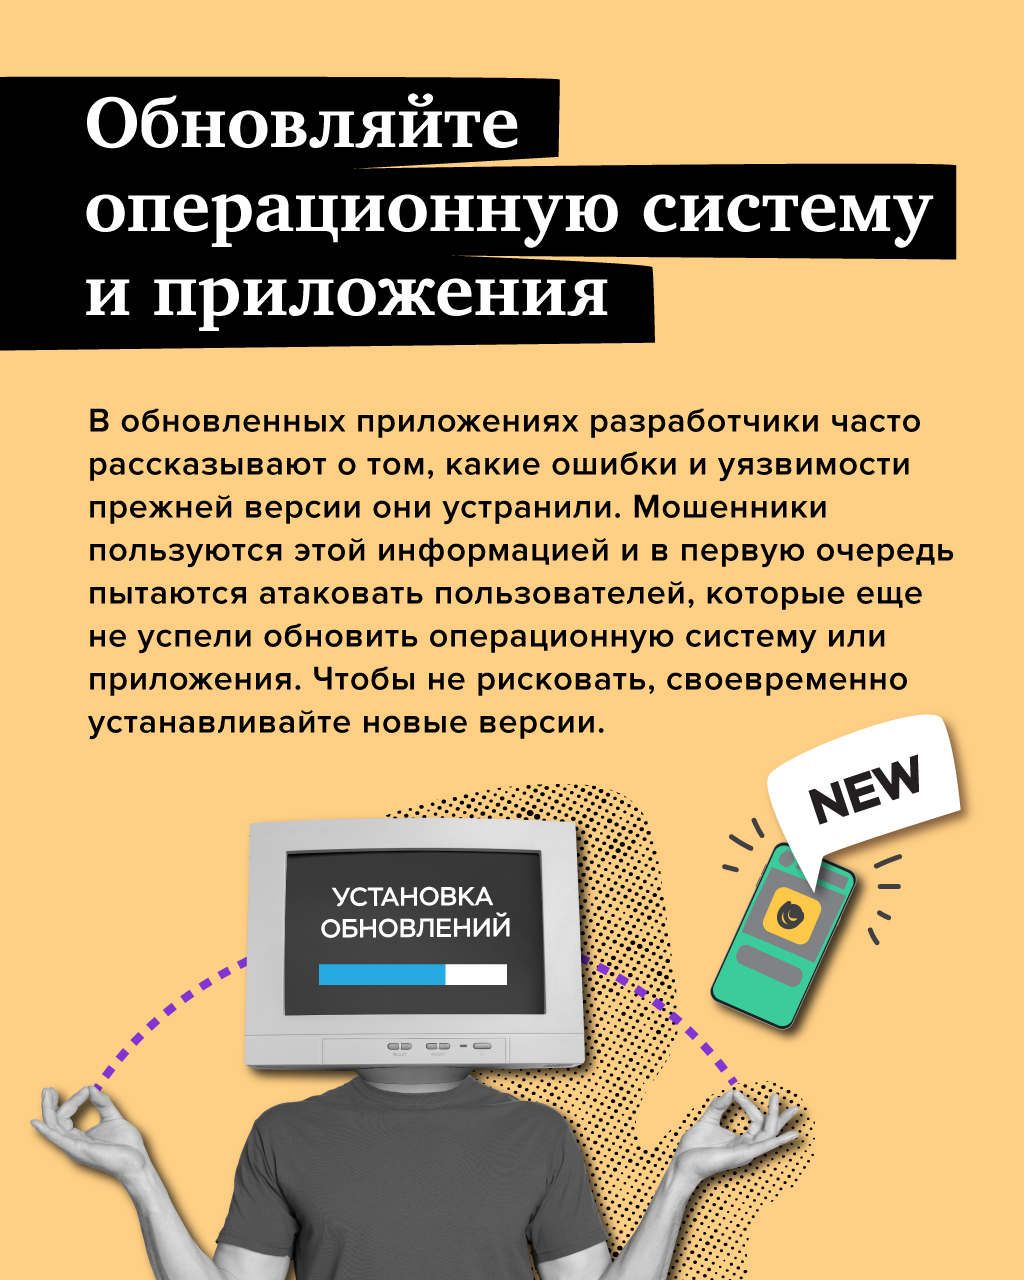 Обновляйте
операционную систему
и приложения
В обновленных приложениях разработчики часто
рассказывают о том, какие ошибки и уязвимости
прежней версии они устранили. Мошенники
пользуются этой информацией и в первую очередь
пытаются атаковать пользователей, которые еще
не успели обновить операционную систему или
приложения. Чтобы не рисковать, своевременно
устанавливайте новые версии.
NEW
УСТАНОВКА
ОБНОВЛЕНИЙ